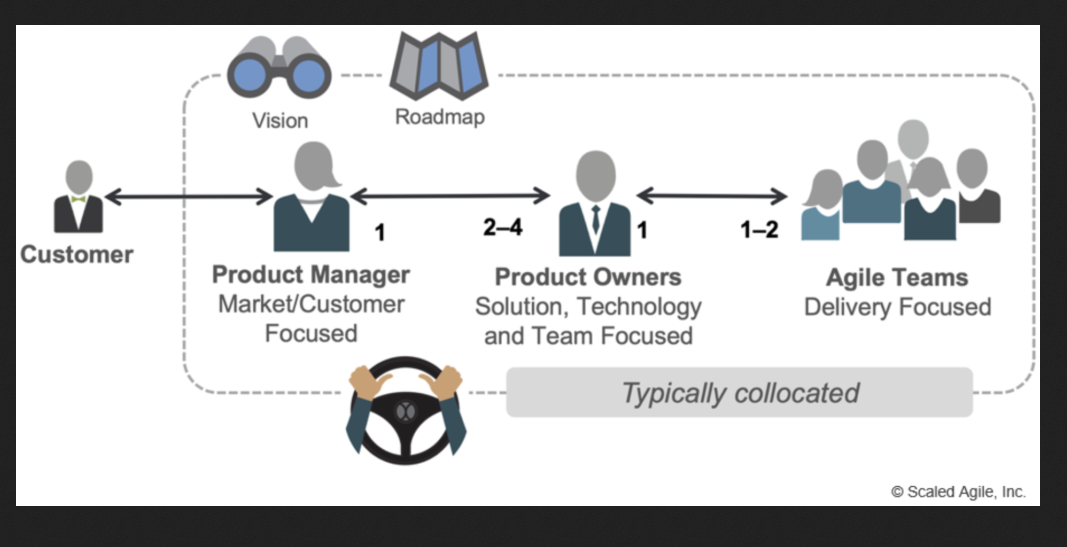 Vision
Roadmap
1
2–4
1
1–2
Customer
Product Manager
Market/Customer
Focused
Product Owners
Solution, Technology
and Team Focused
Agile Teams
Delivery Focused
Typically collocated
© Scaled Agile, Inc.